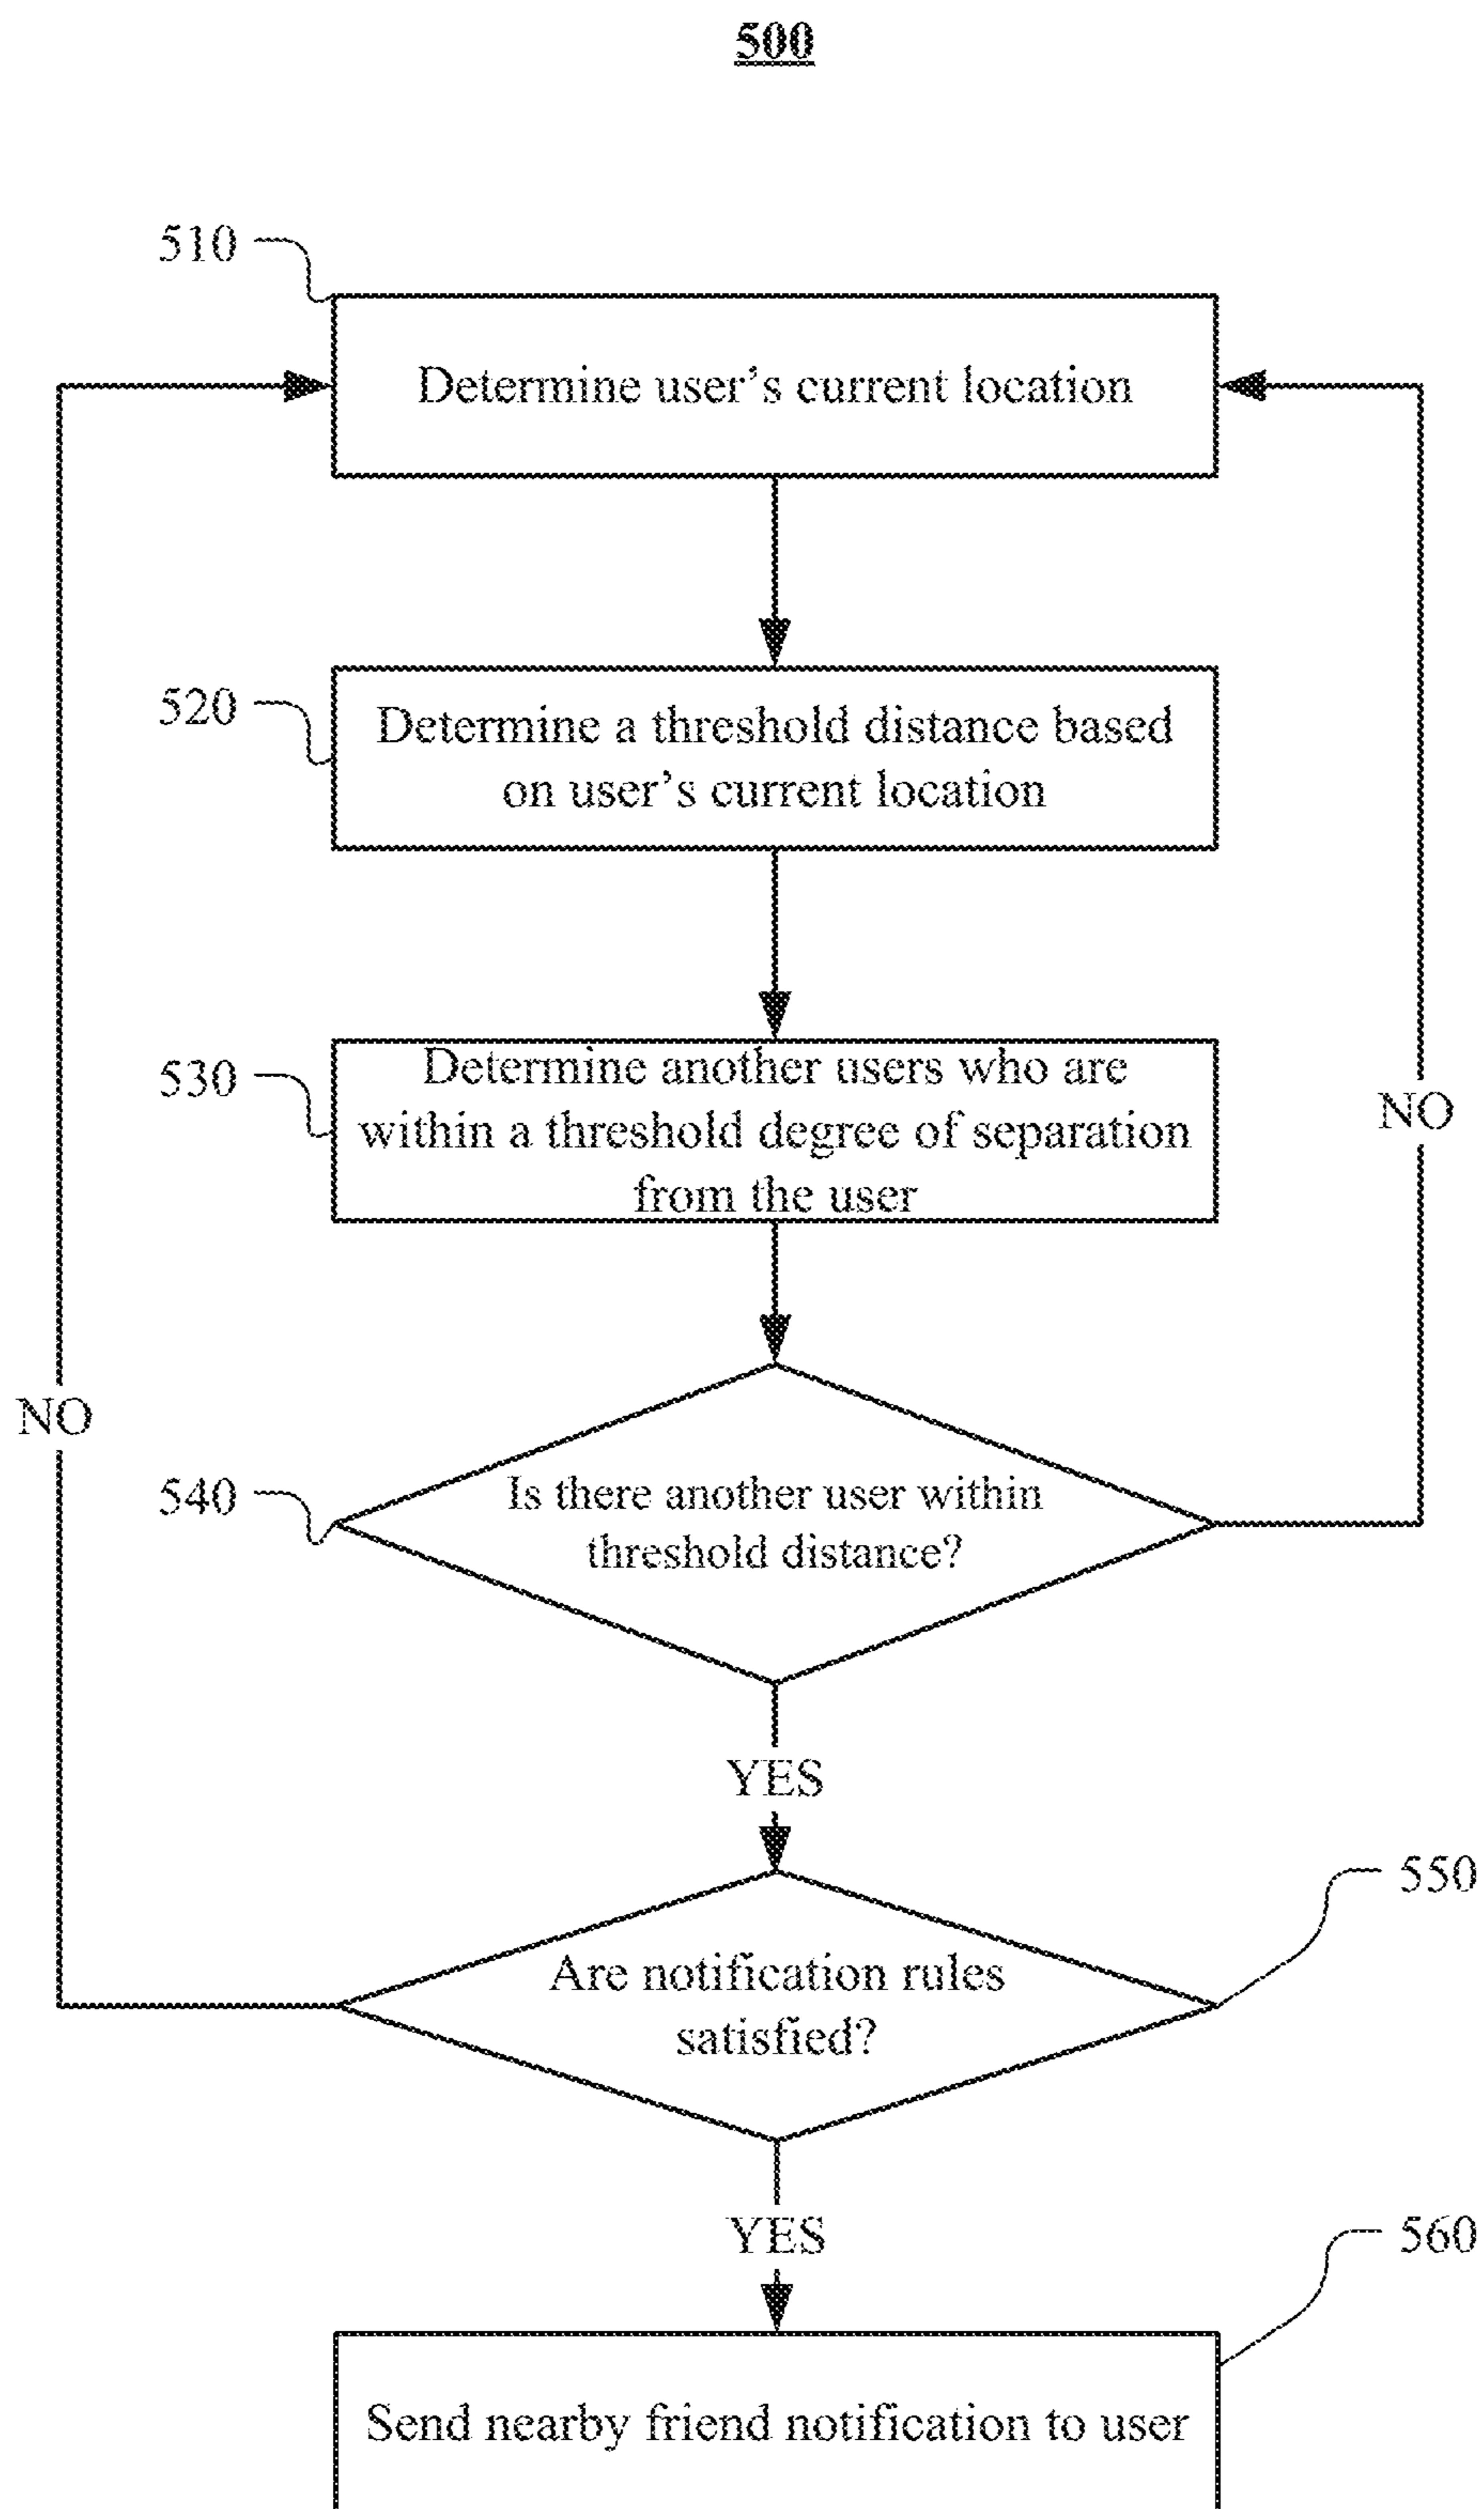 500
510
Determine user's current location
520
Determine a threshold distance based
on user's current location
530
Determine another users who are
within a threshold degree of separation
from the user
NO
NO
540
Is there another user within
threshold distance?
YES
550
Are notification rules
satisfied?
YES
560
Send nearby friend notification to user